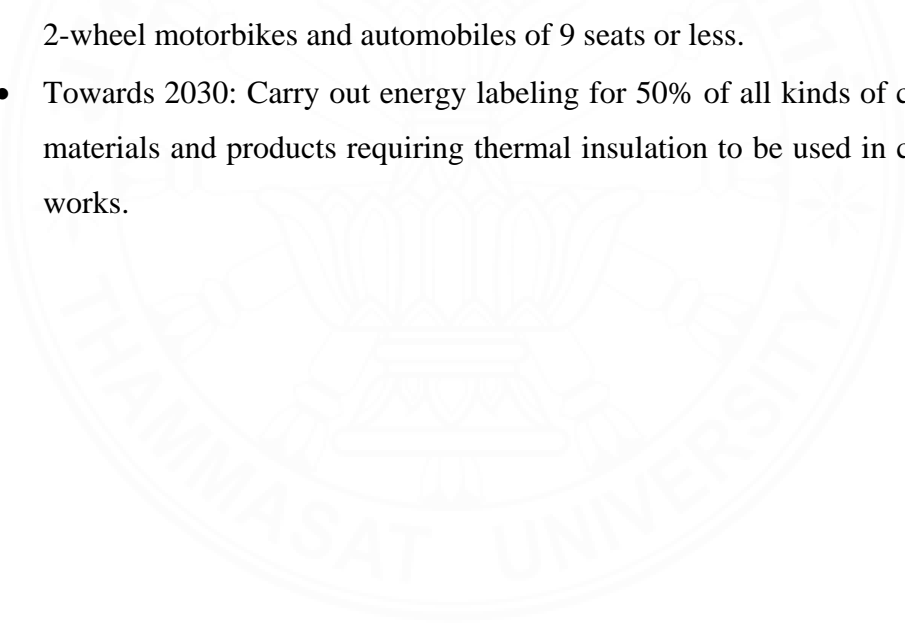 2-wheel motorbikes and automobiles of 9 seats or less.
• Towards 2030: Carry out energy labeling for 50% of all kinds of
materials and products requiring thermal insulation to be used in
works.
THAMMASAT UNIVERSITY